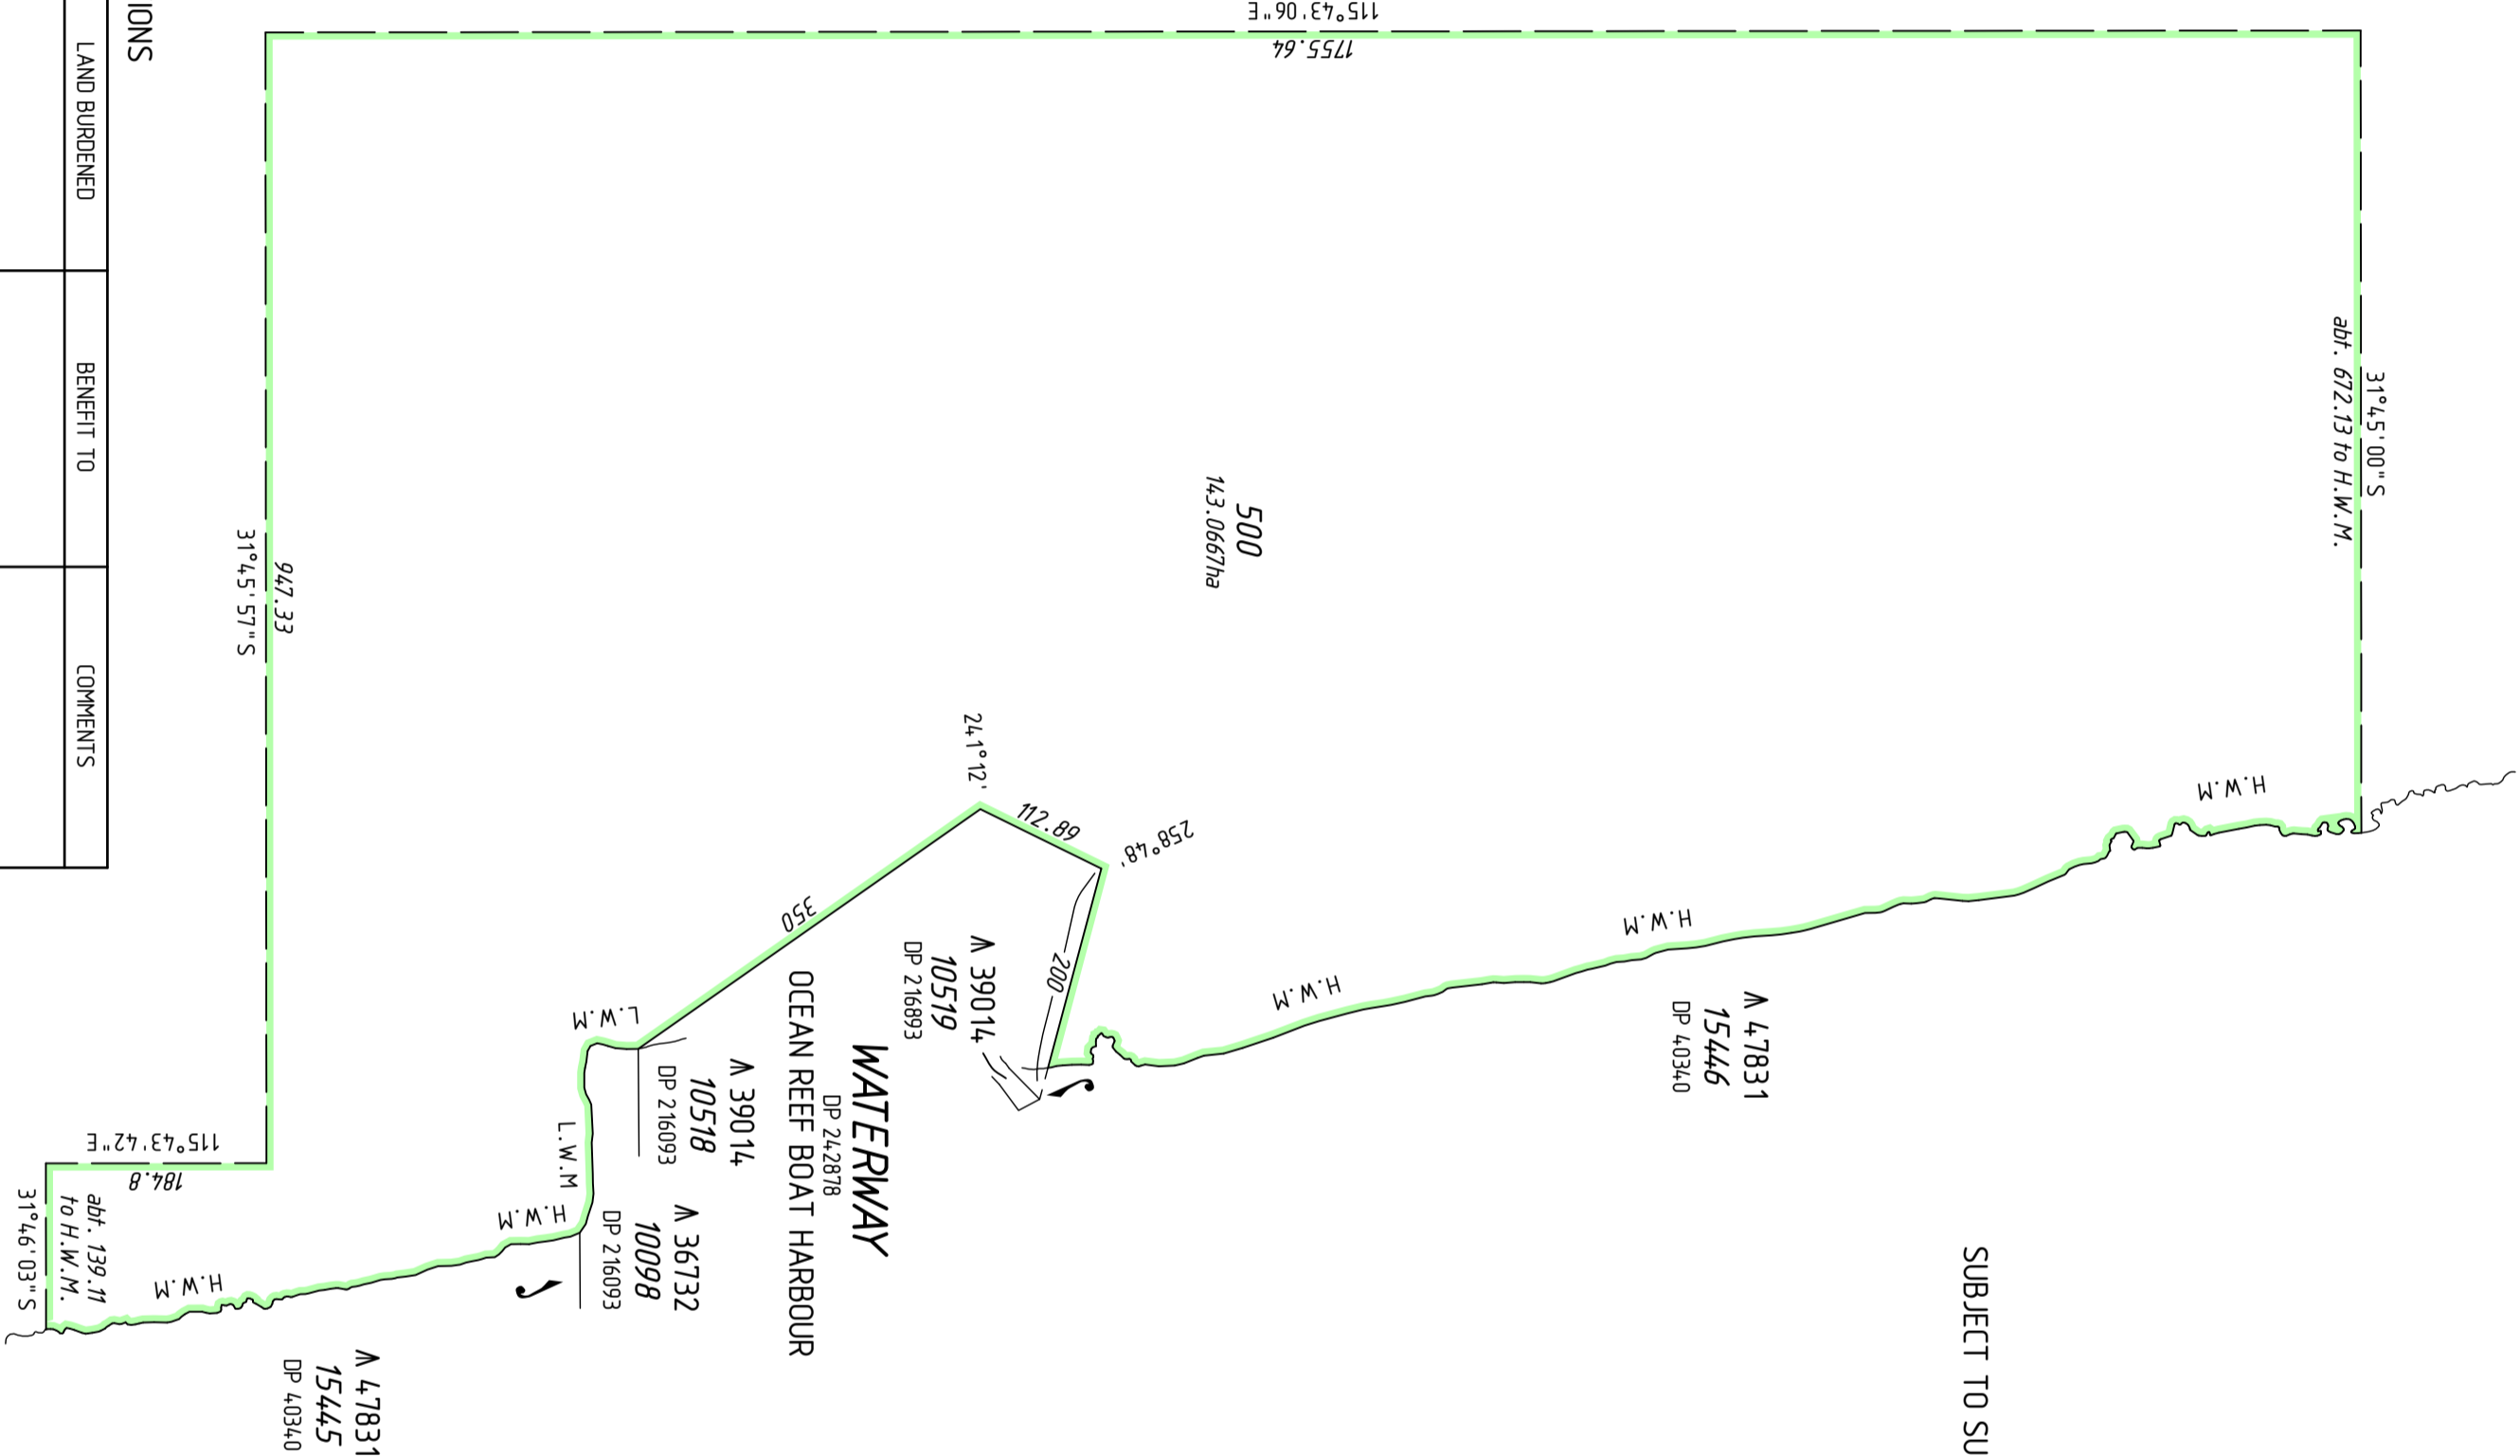 IONS
LAND BURDENED
BENEFIT TO
COMMENTS
115°43'06"E
1755.64
31°45'00"S
abt. 672.13 to H.W.M.
500
143.0667ha
31°45'57"S
947.33
241°12'
112.89
258°48'
350
200
H.W.M
H.W.M
H.W.M
39014
10519
DP 216893
47831
15446
DP 40340
WATERWAY
DP 242878
OCEAN REEF BOAT HARBOUR
L.W.M
39014
10518
DP 216093
L.W.M
H.W.M
36732
10098
DP 216093
115°43'42"E
184.8
abt. 139.11
to H.W.M.
31°46'03"S
H.W.M
47831
15445
DP 40340
SUBJECT TO SU